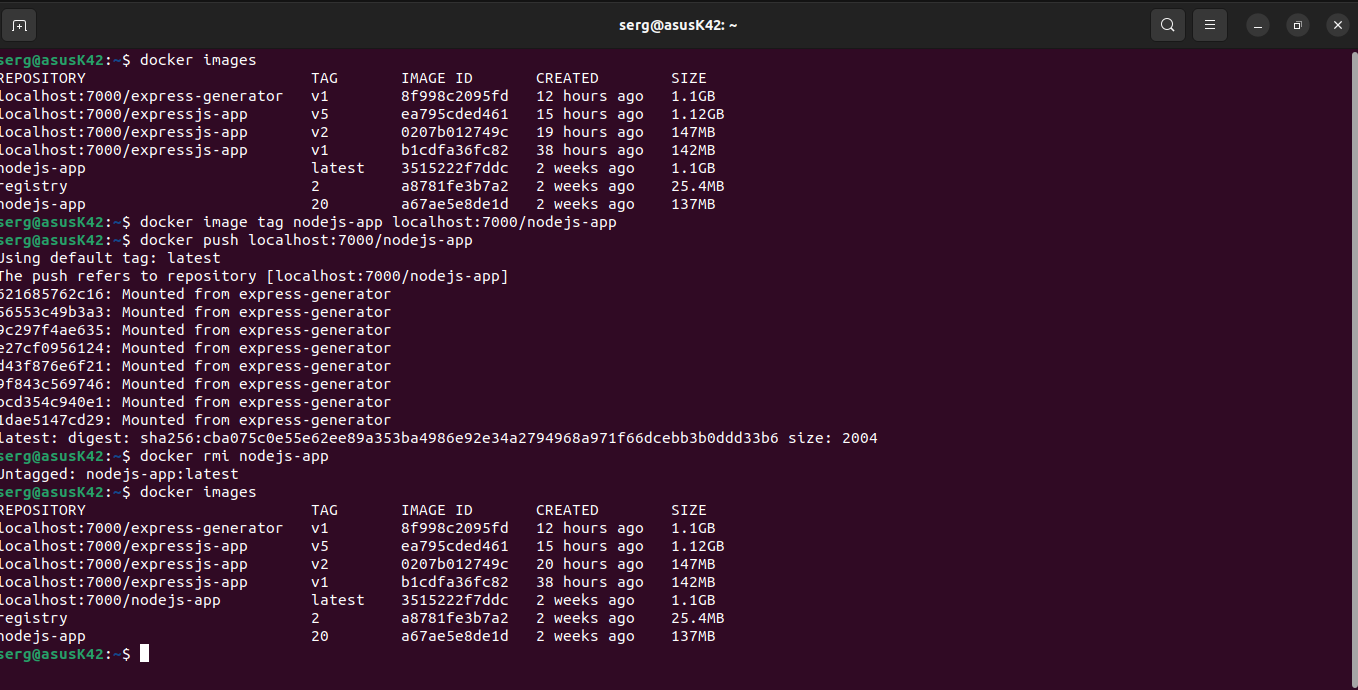 serg@asusK42: ~
serg@asusK42:~$ docker images
REPOSITORY TAG IMAGE ID CREATED SIZE
localhost:7000/express-generator v1 8f998c2095fd 12 hours ago 1.1GB
localhost:7000/expressjs-app v5 ea795cded461 15 hours ago 1.12GB
localhost:7000/expressjs-app v2 0207b012749c 19 hours ago 147MB
localhost:7000/expressjs-app v1 b1cdfa36fc82 38 hours ago 142MB
nodejs-app latest 3515222f7ddc 2 weeks ago 1.1GB
registry 2 a8781fe3b7a2 2 weeks ago 25.4MB
nodejs-app 20 a67ae5e8de1d 2 weeks ago 137MB
serg@asusK42:~$ docker image tag nodejs-app localhost:7000/nodejs-app
serg@asusK42:~$ docker push localhost:7000/nodejs-app
Using default tag: latest
The push refers to repository [localhost:7000/nodejs-app]
621685762c16: Mounted from express-generator
56553c49b3a3: Mounted from express-generator
9c297f4ae635: Mounted from express-generator
e27cf0956124: Mounted from express-generator
d43f876e6f21: Mounted from express-generator
9f843c569746: Mounted from express-generator
bcd354c940e1: Mounted from express-generator
1dae5147cd29: Mounted from express-generator
latest: digest: sha256:cba075c0e55e62ee89a353ba4986e92e34a2794968a971f66dcebb3b0ddd33b6 size: 2004
serg@asusK42:~$ docker rmi nodejs-app
Untagged: nodejs-app:latest
serg@asusK42:~$ docker images
REPOSITORY TAG IMAGE ID CREATED SIZE
localhost:7000/express-generator v1 8f998c2095fd 12 hours ago 1.1GB
localhost:7000/expressjs-app v5 ea795cded461 15 hours ago 1.12GB
localhost:7000/expressjs-app v2 0207b012749c 20 hours ago 147MB
localhost:7000/expressjs-app v1 b1cdfa36fc82 38 hours ago 142MB
localhost:7000/nodejs-app latest 3515222f7ddc 2 weeks ago 1.1GB
registry 2 a8781fe3b7a2 2 weeks ago 25.4MB
nodejs-app 20 a67ae5e8de1d 2 weeks ago 137MB
serg@asusK42:~$